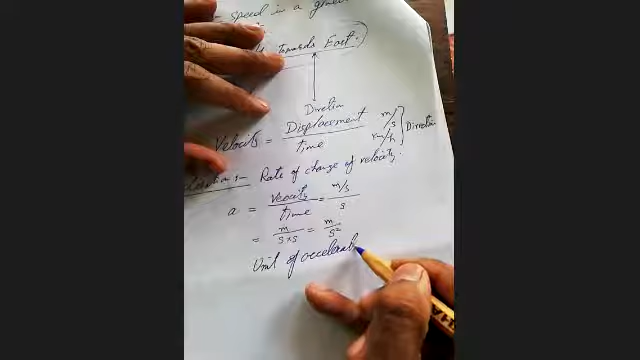 speed in a given
Towards East.
Direction
Velocity = Displacement / time m/s km/h ] Direction
Rate of change of velocity.
a = Velocity / time = m/s / s
= m / s×s = m / s²
Unit of accelerat